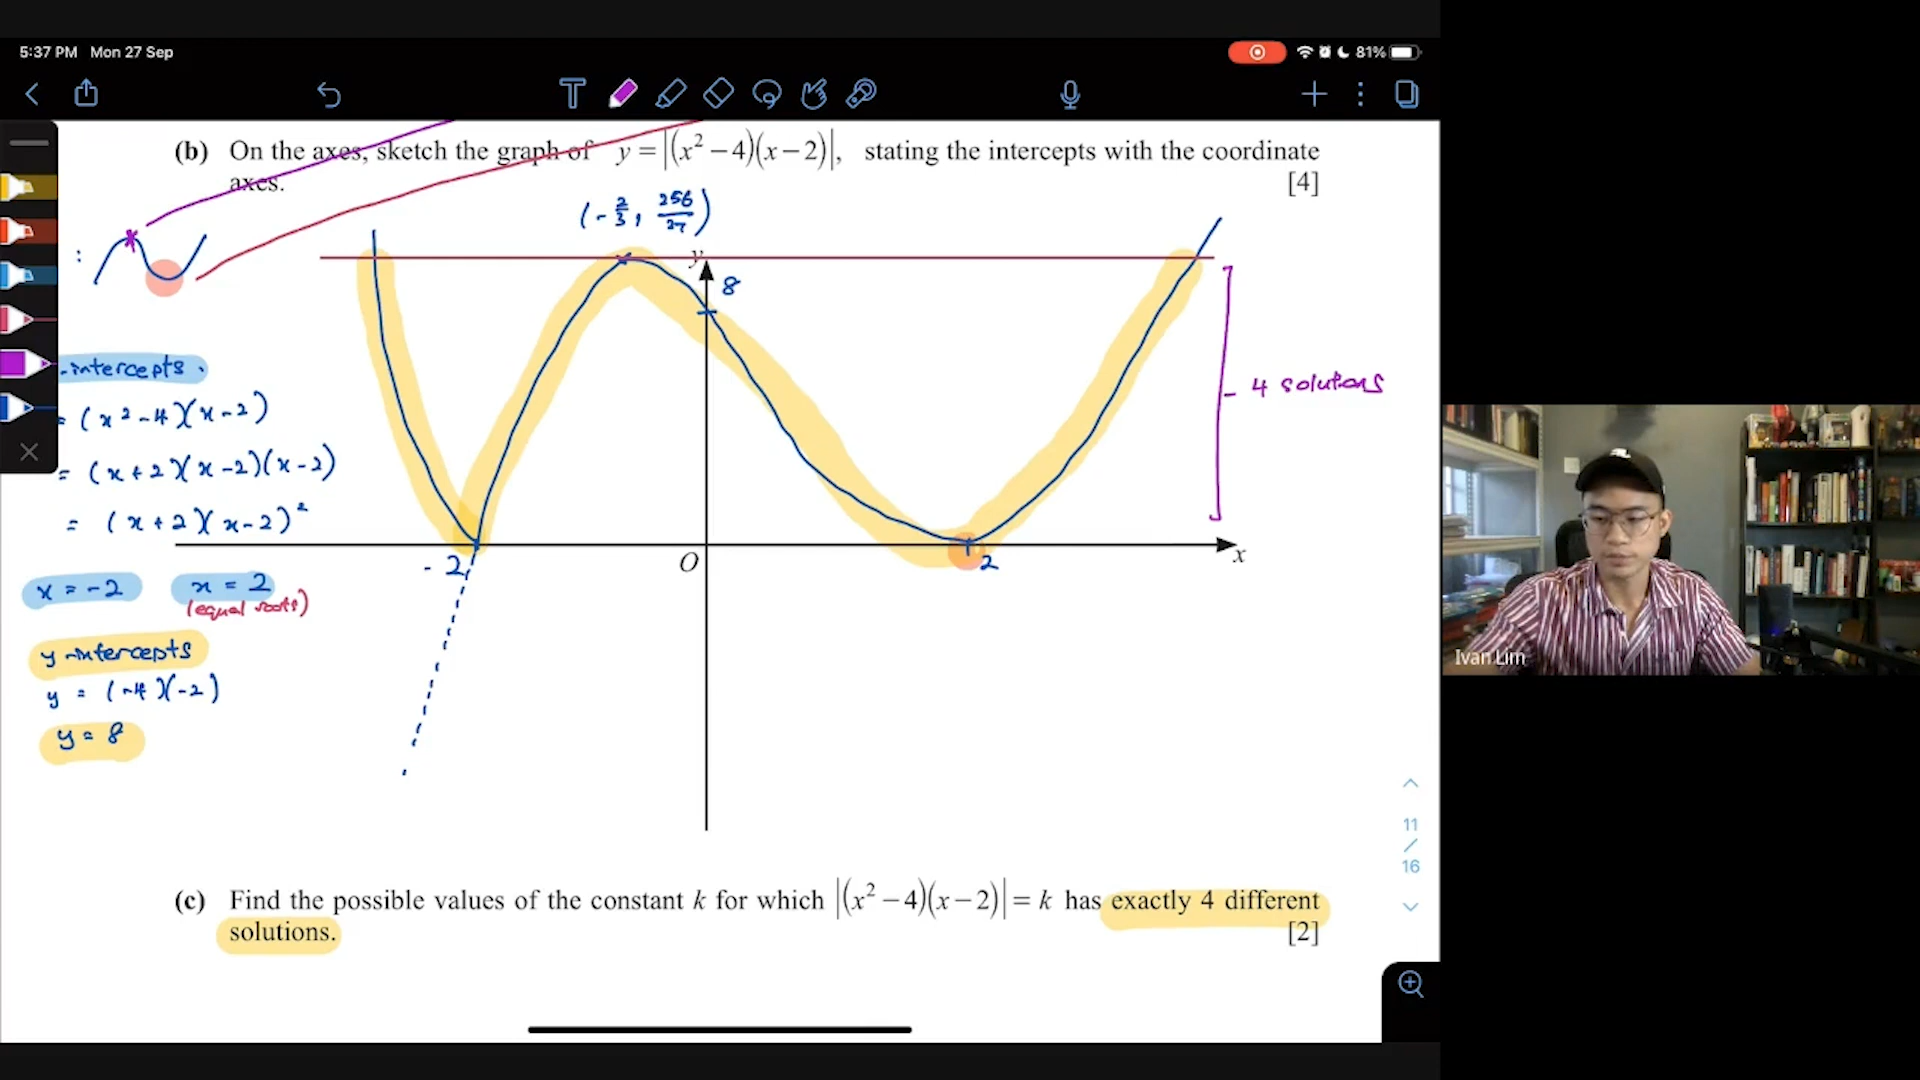 5:37 PM Mon 27 Sep
81%
(b) On the axes, sketch the graph of y = |(x² − 4)(x − 2)|, stating the intercepts with the coordinate
axes. [4]
(-2/3, 256/27)
y
8
:
-intercepts.
= (x² -4)(x-2)
4 solutions
= (x+2)(x-2)(x-2)
= (x+2)(x-2)²
-2
O
2
x
x = -2 x = 2
(equal roots)
y-intercepts
y = (-4)(-2)
y = 8
Ivan Lim
11
/
16
(c) Find the possible values of the constant k for which |(x² − 4)(x − 2)| = k has exactly 4 different
solutions. [2]